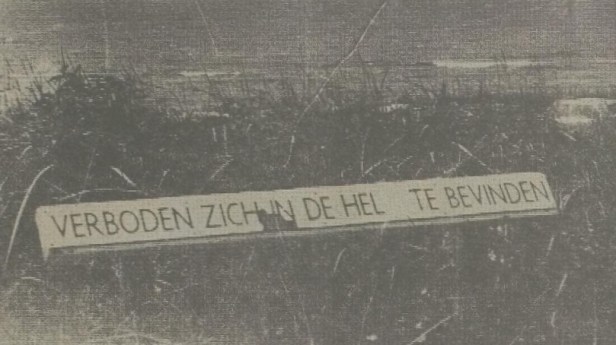 VERBODEN ZICH IN DE HEL TE BEVINDEN